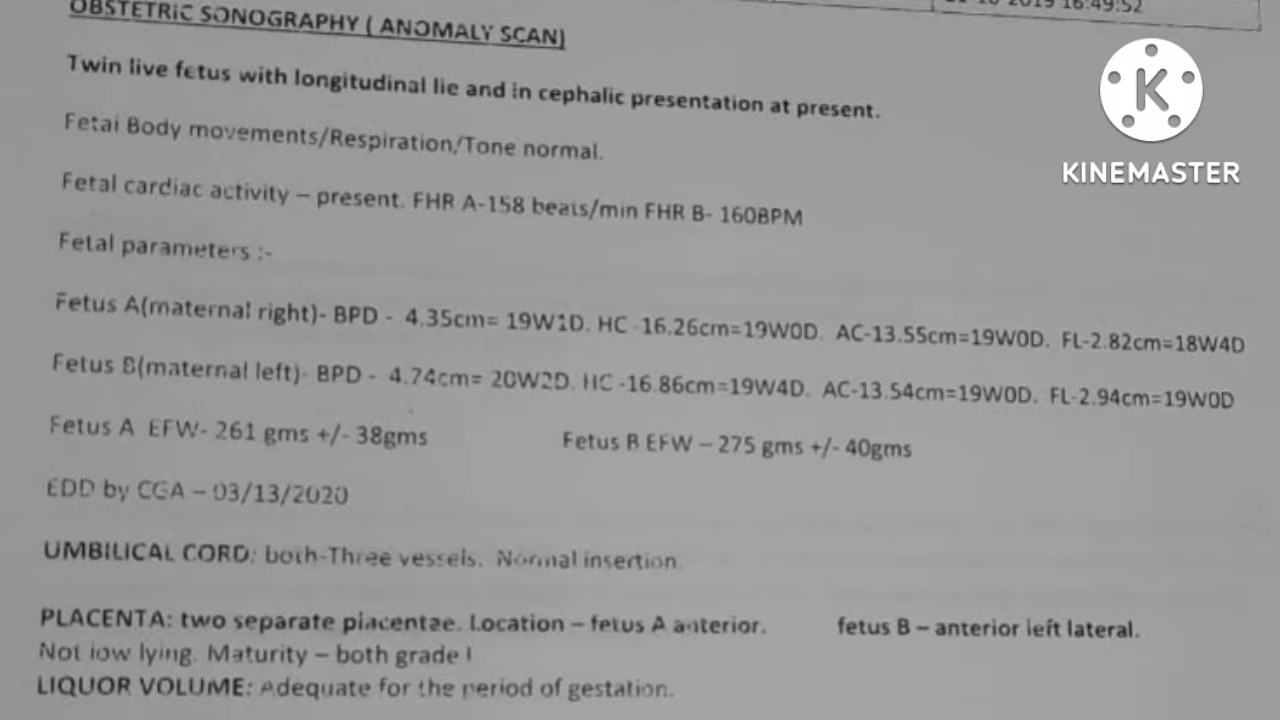 16:49:52
OBSTETRIC SONOGRAPHY ( ANOMALY SCAN)
Twin live fetus with longitudinal lie and in cephalic presentation at present.
K
KINEMASTER
Fetal Body movements/Respiration/Tone normal.
Fetal cardiac activity – present. FHR A-158 beats/min FHR B- 160BPM
Fetal parameters :-
Fetus A(maternal right)- BPD - 4.35cm= 19W1D. HC -16.26cm=19W0D. AC-13.55cm=19W0D. FL-2.82cm=18W4D
Fetus B(maternal left)- BPD - 4.74cm= 20W2D. HC -16.86cm=19W4D. AC-13.54cm=19W0D. FL-2.94cm=19W0D
Fetus A EFW- 261 gms +/- 38gms Fetus B EFW – 275 gms +/- 40gms
EDD by CGA – 03/13/2020
UMBILICAL CORD: both-Three vessels. Normal insertion.
PLACENTA: two separate placentae. Location – fetus A anterior. fetus B – anterior left lateral.
Not low lying. Maturity – both grade I
LIQUOR VOLUME: Adequate for the period of gestation.